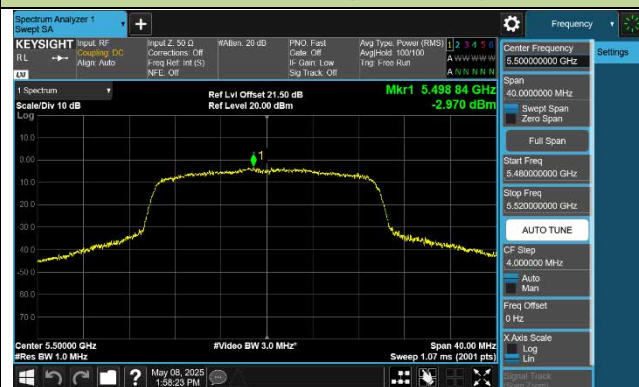 Spectrum Analyzer 1
Swept SA
Frequency
KEYSIGHT
RL
LXI
Input: RF
Coupling: DC
Align: Auto
Input Z: 50 Ω
Corrections: Off
Freq Ref: Int (S)
NFE: Off
#Atten: 20 dB
PNO: Fast
Gate: Off
IF Gain: Low
Sig Track: Off
Avg Type: Power (RMS)
Avg|Hold: 100/100
Trig: Free Run
1 2 3 4 5 6
A W W W W W
A N N N N N
1 Spectrum
Scale/Div 10 dB
Log
Ref Lvl Offset 21.50 dB
Ref Level 20.00 dBm
Mkr1 5.498 84 GHz
-2.970 dBm
10.0
0.00
-10.0
-20.0
-30.0
-40.0
-50.0
-60.0
-70.0
1
Center 5.50000 GHz
#Res BW 1.0 MHz
#Video BW 3.0 MHz*
Span 40.00 MHz
Sweep 1.07 ms (2001 pts)
Center Frequency
5.500000000 GHz
Settings
Span
40.0000000 MHz
Swept Span
Zero Span
Full Span
Start Freq
5.480000000 GHz
Stop Freq
5.520000000 GHz
AUTO TUNE
CF Step
4.000000 MHz
Auto
Man
Freq Offset
0 Hz
X Axis Scale
Log
Lin
Signal Track
May 08, 2025
1:58:23 PM